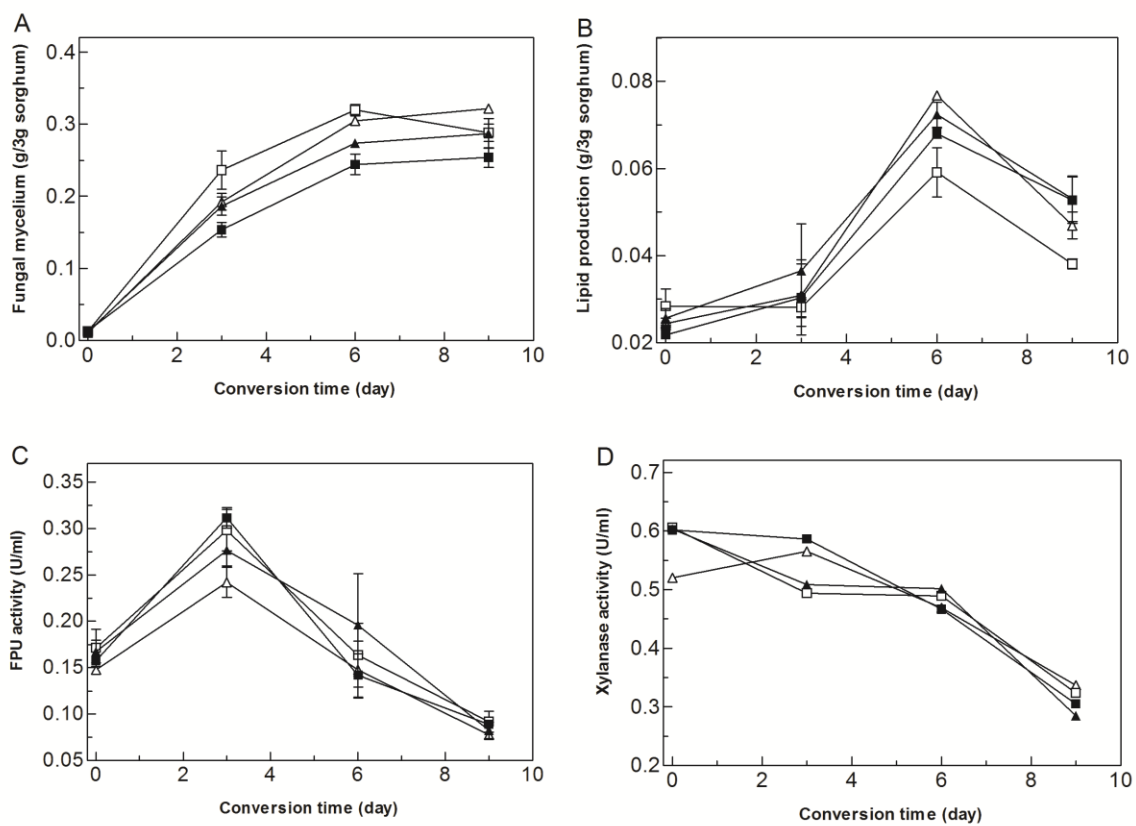 A
Fungal mycelium (g/3g sorghum)
0.4
0.3
0.2
0.1
0.0
0 2 4 6 8 10
Conversion time (day)
B
Lipid production (g/3g sorghum)
0.08
0.06
0.04
0.02
0 2 4 6 8 10
Conversion time (day)
C
FPU activity (U/ml)
0.35
0.30
0.25
0.20
0.15
0.10
0.05
0 2 4 6 8 10
Conversion time (day)
D
Xylanase activity (U/ml)
0.7
0.6
0.5
0.4
0.3
0.2
0 2 4 6 8 10
Conversion time (day)